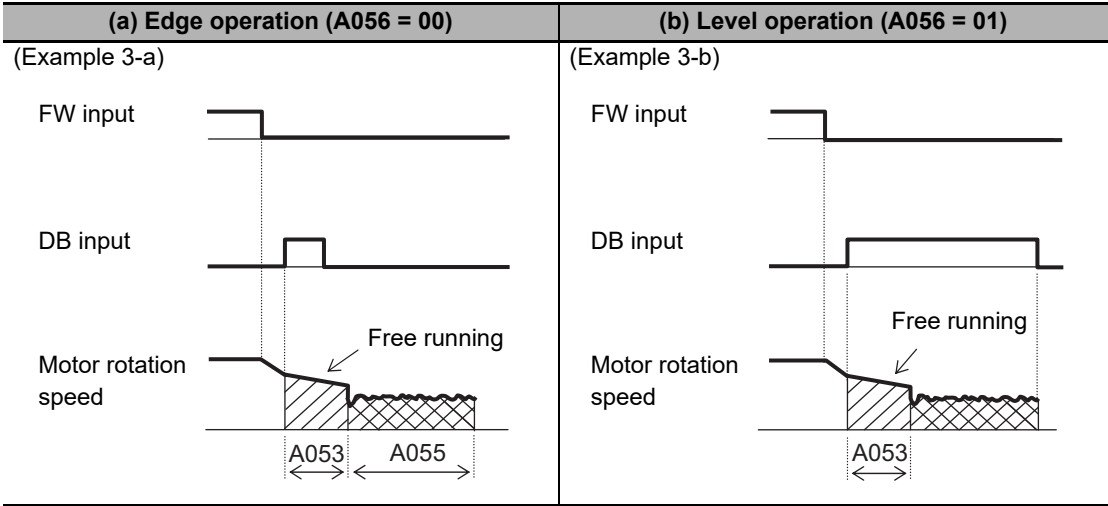 (a) Edge operation (A056 = 00)
(b) Level operation (A056 = 01)
(Example 3-a)
FW input
DB input
Free running
Motor rotation
speed
A053
A055
(Example 3-b)
FW input
DB input
Free running
Motor rotation
speed
A053